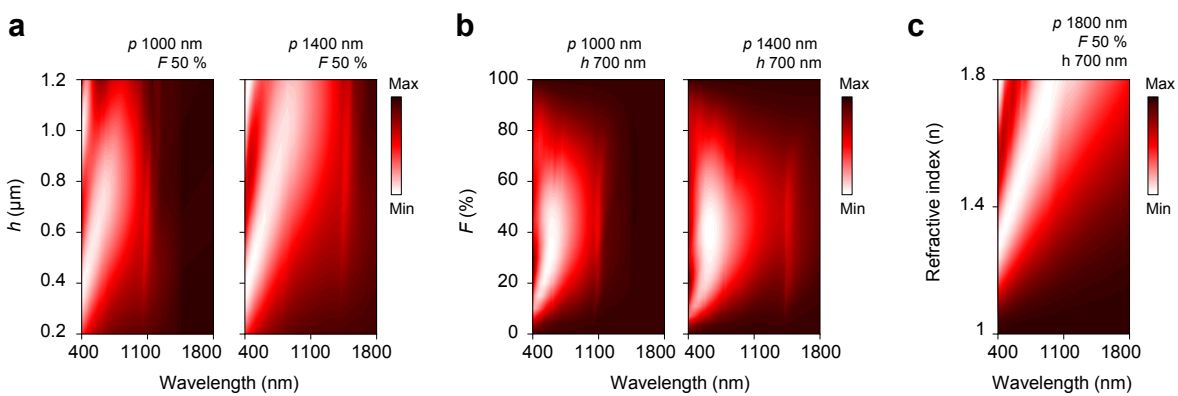 a
p 1000 nm
F 50 %
p 1400 nm
F 50 %
1.2
1.0
0.8
0.6
0.4
0.2
h (μm)
400 1100 1800
400 1100 1800
Wavelength (nm)
Max
Min
b
p 1000 nm
h 700 nm
p 1400 nm
h 700 nm
100
80
60
40
20
0
F (%)
400 1100 1800
400 1100 1800
Wavelength (nm)
Max
Min
c
p 1800 nm
F 50 %
h 700 nm
1.8
1.4
1
Refractive index (n)
400 1100 1800
Wavelength (nm)
Max
Min